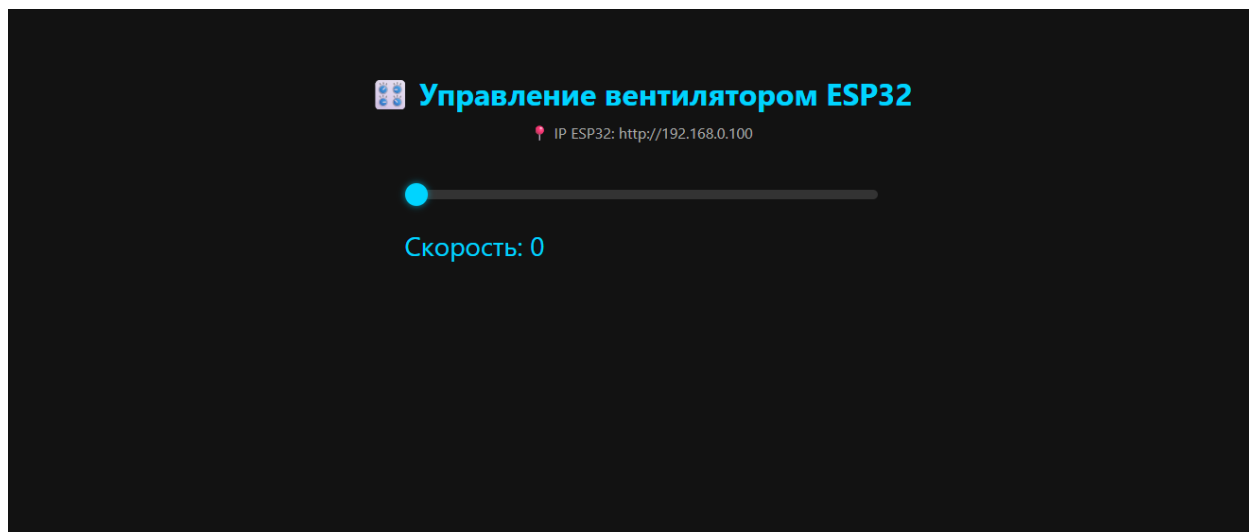 Управление вентилятором ESP32
IP ESP32: http://192.168.0.100
Скорость: 0